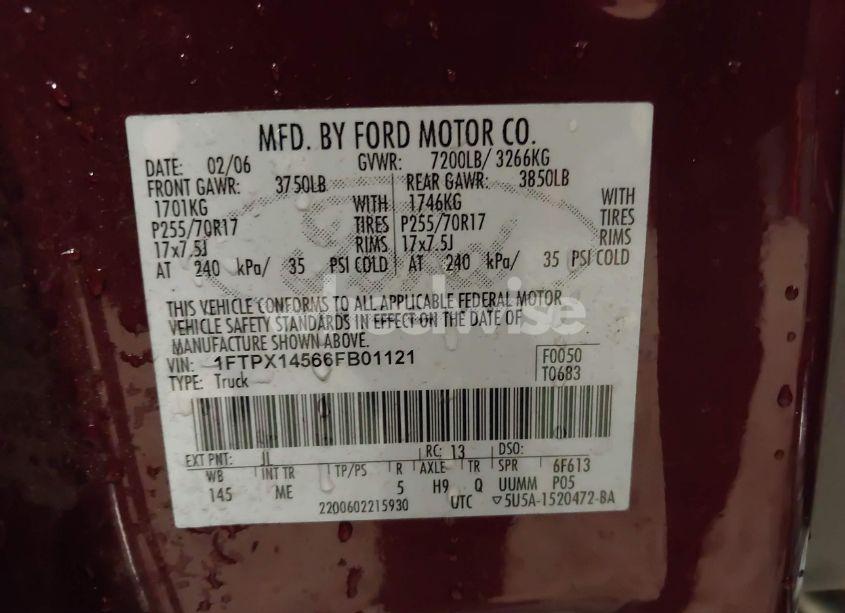 MFD. BY FORD MOTOR CO.
DATE: 02/06 GVWR: 7200LB/ 3266KG
FRONT GAWR: 3750LB REAR GAWR: 3850LB
1701KG WITH 1746KG WITH
P255/70R17 TIRES P255/70R17 TIRES
17x7.5J RIMS 17x7.5J RIMS
AT 240 kPa/ 35 PSI COLD AT 240 kPa/ 35 PSI COLD
THIS VEHICLE CONFORMS TO ALL APPLICABLE FEDERAL MOTOR
VEHICLE SAFETY STANDARDS IN EFFECT ON THE DATE OF
MANUFACTURE SHOWN ABOVE.
VIN: 1FTPX14566FB01121 F0050
TYPE: Truck T0683
EXT PNT: JL RC: 13 DSO:
WB INT TR TP/PS R AXLE TR SPR 6F613
145 ME 5 H9 Q UUMM P05
2200602215930 UTC ▽5U5A-1520472-BA